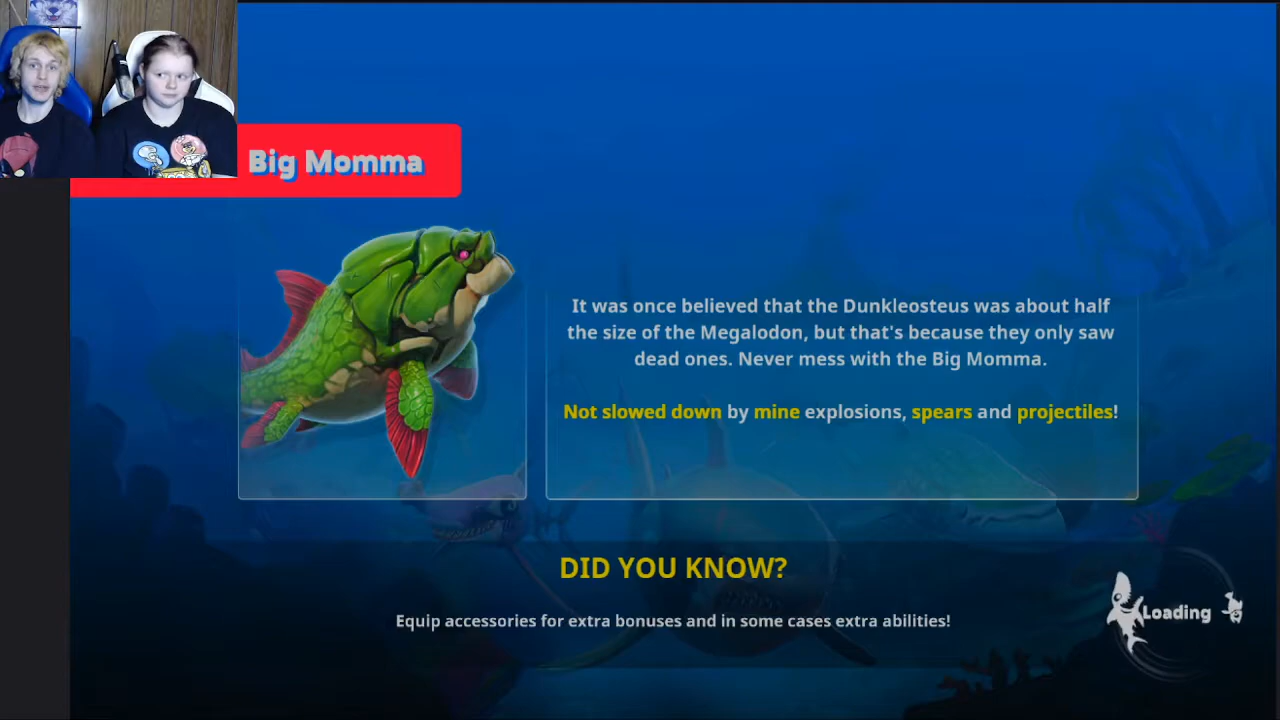 Big Momma
It was once believed that the Dunkleosteus was about half
the size of the Megalodon, but that's because they only saw
dead ones. Never mess with the Big Momma.
Not slowed down by mine explosions, spears and projectiles!
DID YOU KNOW?
Equip accessories for extra bonuses and in some cases extra abilities!
Loading